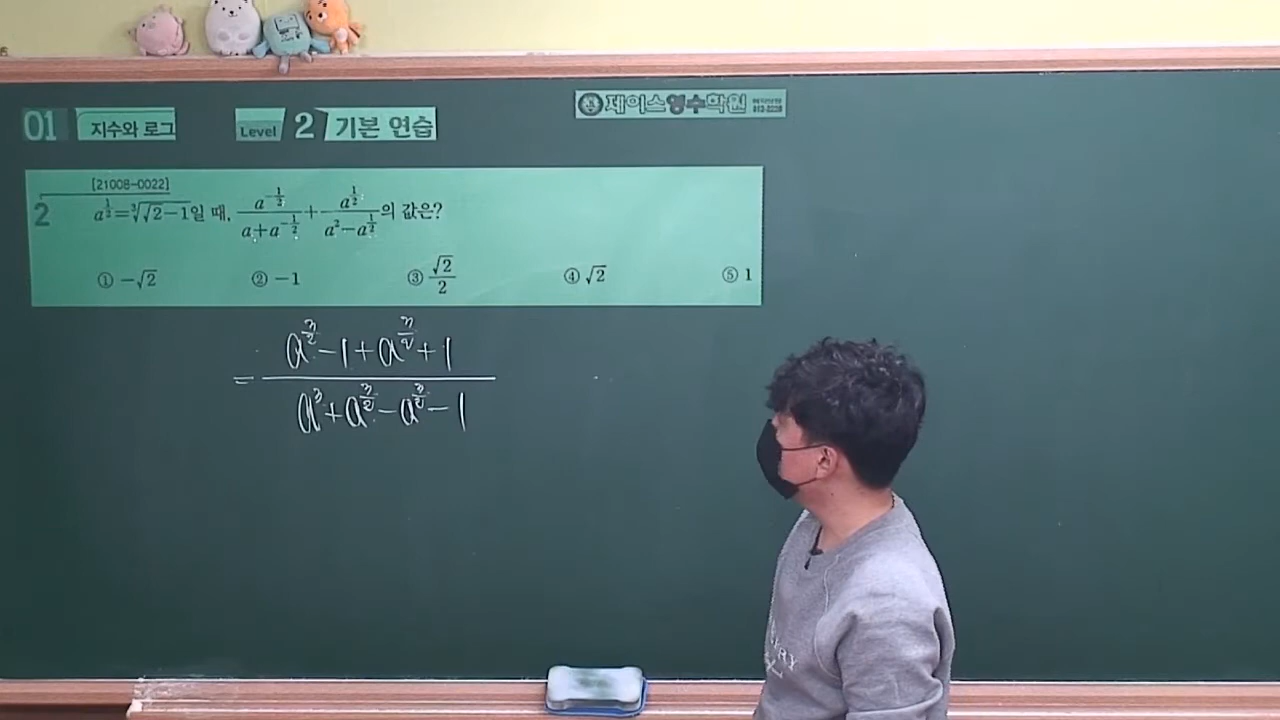 제이스영수학원
01 지수와 로그 Level 2 기본 연습
[21008-0022]
2 a^{1/2}=∛(√2-1)일 때, a^{-1/2}/(a+a^{-1/2}) + a^{1/2}/(a^2-a^{1/2})의 값은?
① -√2 ② -1 ③ √2/2 ④ √2 ⑤ 1
= (a^{3/2}-1+a^{3/2}+1)/(a^3+a^{3/2}-a^{3/2}-1)